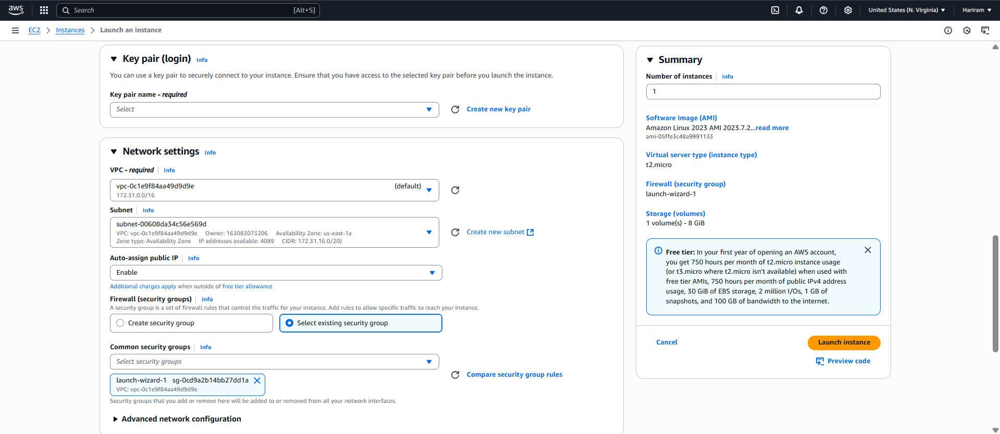 aws
Search [Alt+S]
United States (N. Virginia)
Hariram
EC2 Instances Launch an instance
Key pair (login) Info
You can use a key pair to securely connect to your instance. Ensure that you have access to the selected key pair before you launch the instance.
Key pair name - required
Select
Create new key pair
Network settings Info
VPC - required Info
vpc-0c1e9f84aa49d9d9e (default)
172.31.0.0/16
Subnet Info
subnet-00608da34c56e569d
VPC: vpc-0c1e9f84aa49d9d9e Owner: 163083073206 Availability Zone: us-east-1a
Zone type: Availability Zone IP addresses available: 4089 CIDR: 172.31.16.0/20)
Create new subnet
Auto-assign public IP Info
Enable
Additional charges apply when outside of free tier allowance
Firewall (security groups) Info
A security group is a set of firewall rules that control the traffic for your instance. Add rules to allow specific traffic to reach your instance.
Create security group
Select existing security group
Common security groups Info
Select security groups
launch-wizard-1 sg-0cd9a2b14bb27dd1a
VPC: vpc-0c1e9f84aa49d9d9e
Compare security group rules
Security groups that you add or remove here will be added to or removed from all your network interfaces.
Advanced network configuration
Summary
Number of instances Info
1
Software Image (AMI)
Amazon Linux 2023 AMI 2023.7.2...read more
ami-05ffe3c48a9991133
Virtual server type (instance type)
t2.micro
Firewall (security group)
launch-wizard-1
Storage (volumes)
1 volume(s) - 8 GiB
Free tier: In your first year of opening an AWS account,
you get 750 hours per month of t2.micro instance usage
(or t3.micro where t2.micro isn't available) when used with
free tier AMIs, 750 hours per month of public IPv4 address
usage, 30 GiB of EBS storage, 2 million I/Os, 1 GB of
snapshots, and 100 GB of bandwidth to the internet.
Cancel
Launch instance
Preview code